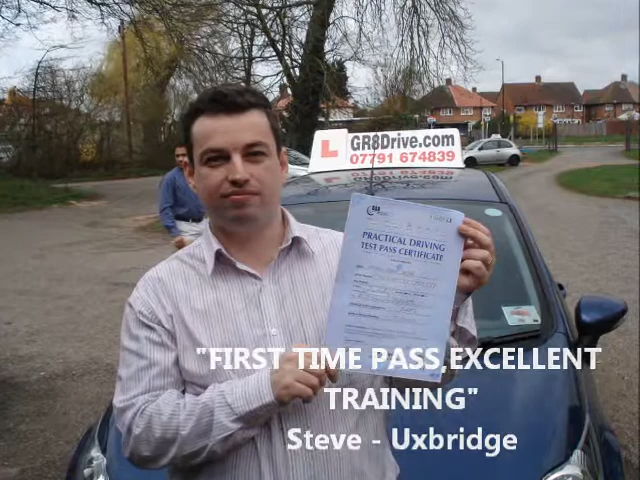 L GR8Drive.com
07791 674839
PRACTICAL DRIVING
TEST PASS CERTIFICATE
"FIRST TIME PASS,EXCELLENT
TRAINING"
Steve - Uxbridge